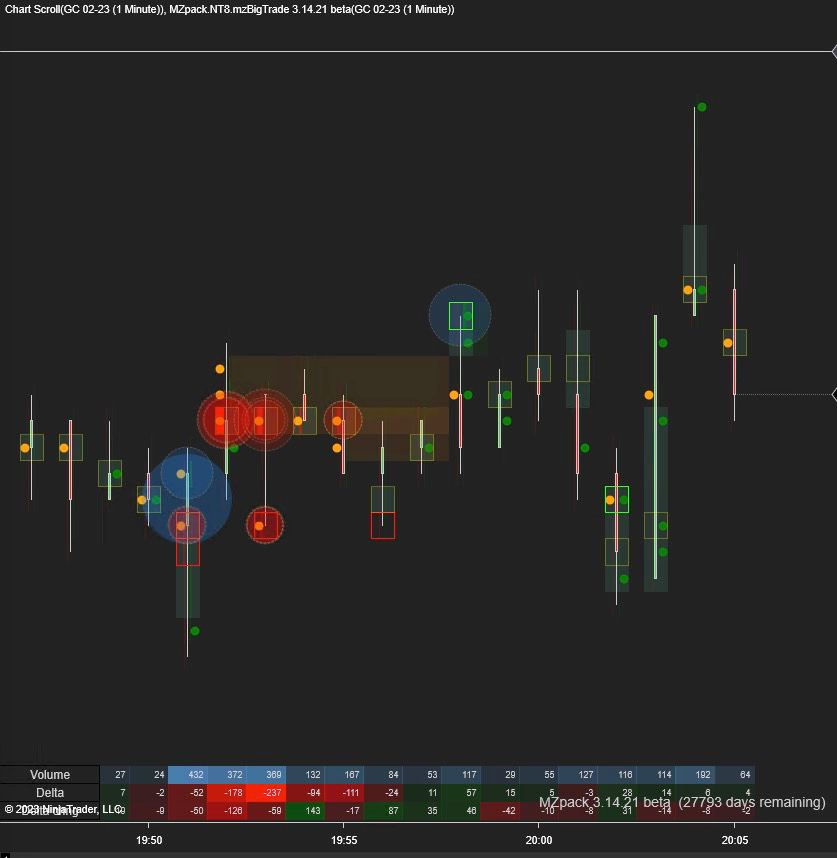 Chart Scroll(GC 02-23 (1 Minute)), MZpack.NT8.mzBigTrade 3.14.21 beta(GC 02-23 (1 Minute))
Volume 27 24 432 372 369 132 167 84 53 117 29 55 127 116 114 192 64
Delta 7 -2 -52 -178 -237 -94 -111 -24 11 57 15 5 -3 28 14 6 4
MZpack 3.14.21 beta (27793 days remaining)
© 2023 NinjaTrader, LLC
-9 -50 -126 -59 143 -17 87 35 46 -42 -10 -8 31 -14 -8 -2
19:50 19:55 20:00 20:05